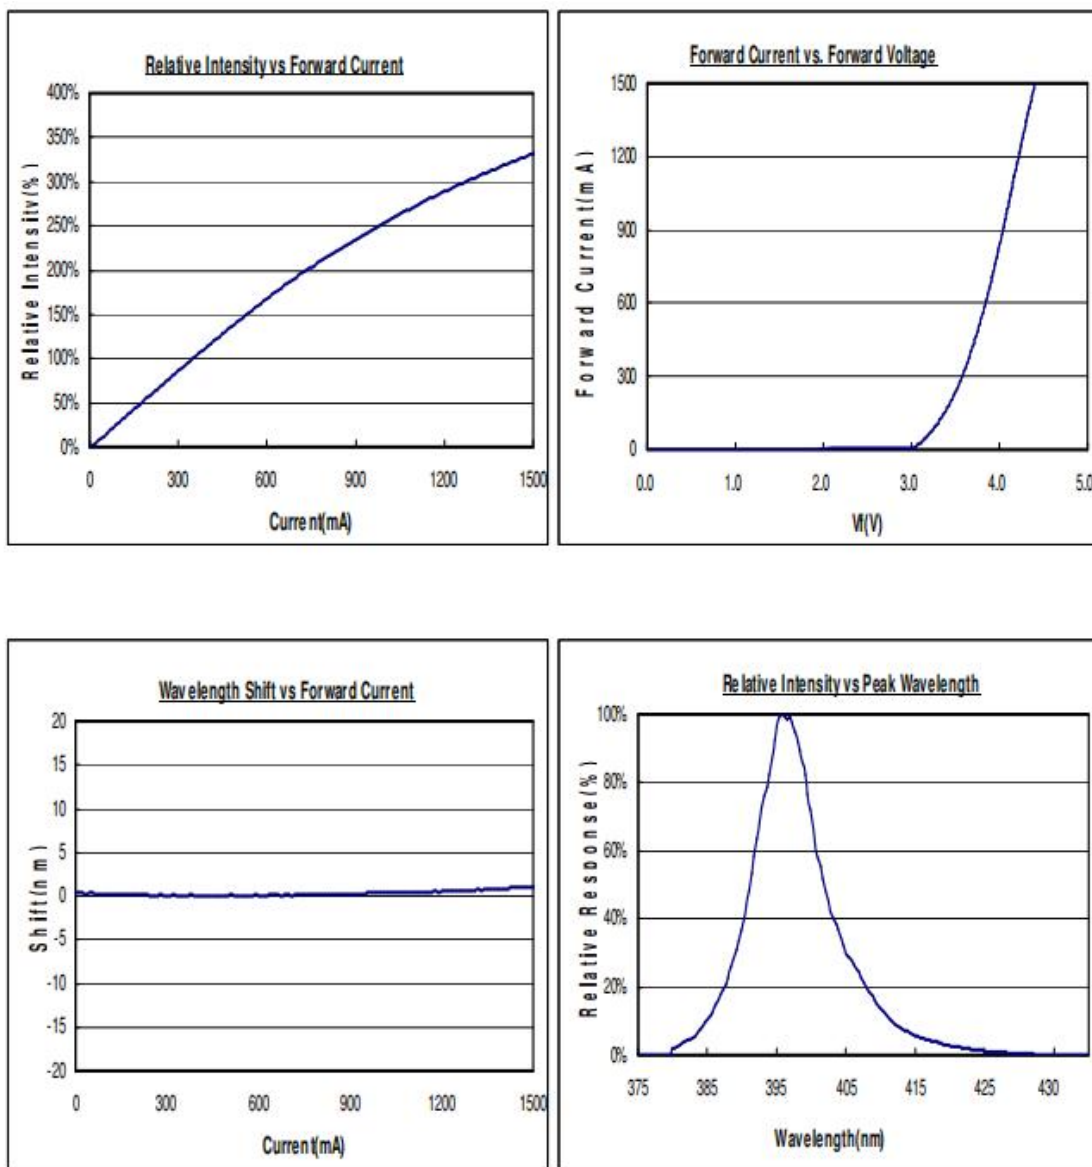 Relative Intensity vs Forward Current
400%
350%
300%
250%
200%
150%
100%
50%
0%
Relative Intensitv(%)
0 300 600 900 1200 1500
Current(mA)
Forward Current vs. Forward Voltage
1500
1200
900
600
300
0
Forward Current(mA)
0.0 1.0 2.0 3.0 4.0 5.0
Vf(V)
Wavelength Shift vs Forward Current
20
15
10
5
0
-5
-10
-15
-20
Shift(nm)
0 300 600 900 1200 1500
Current(mA)
Relative Intensity vs Peak Wavelength
100%
80%
60%
40%
20%
0%
Relative Resoonse(%)
375 385 395 405 415 425 430
Wavelength(nm)